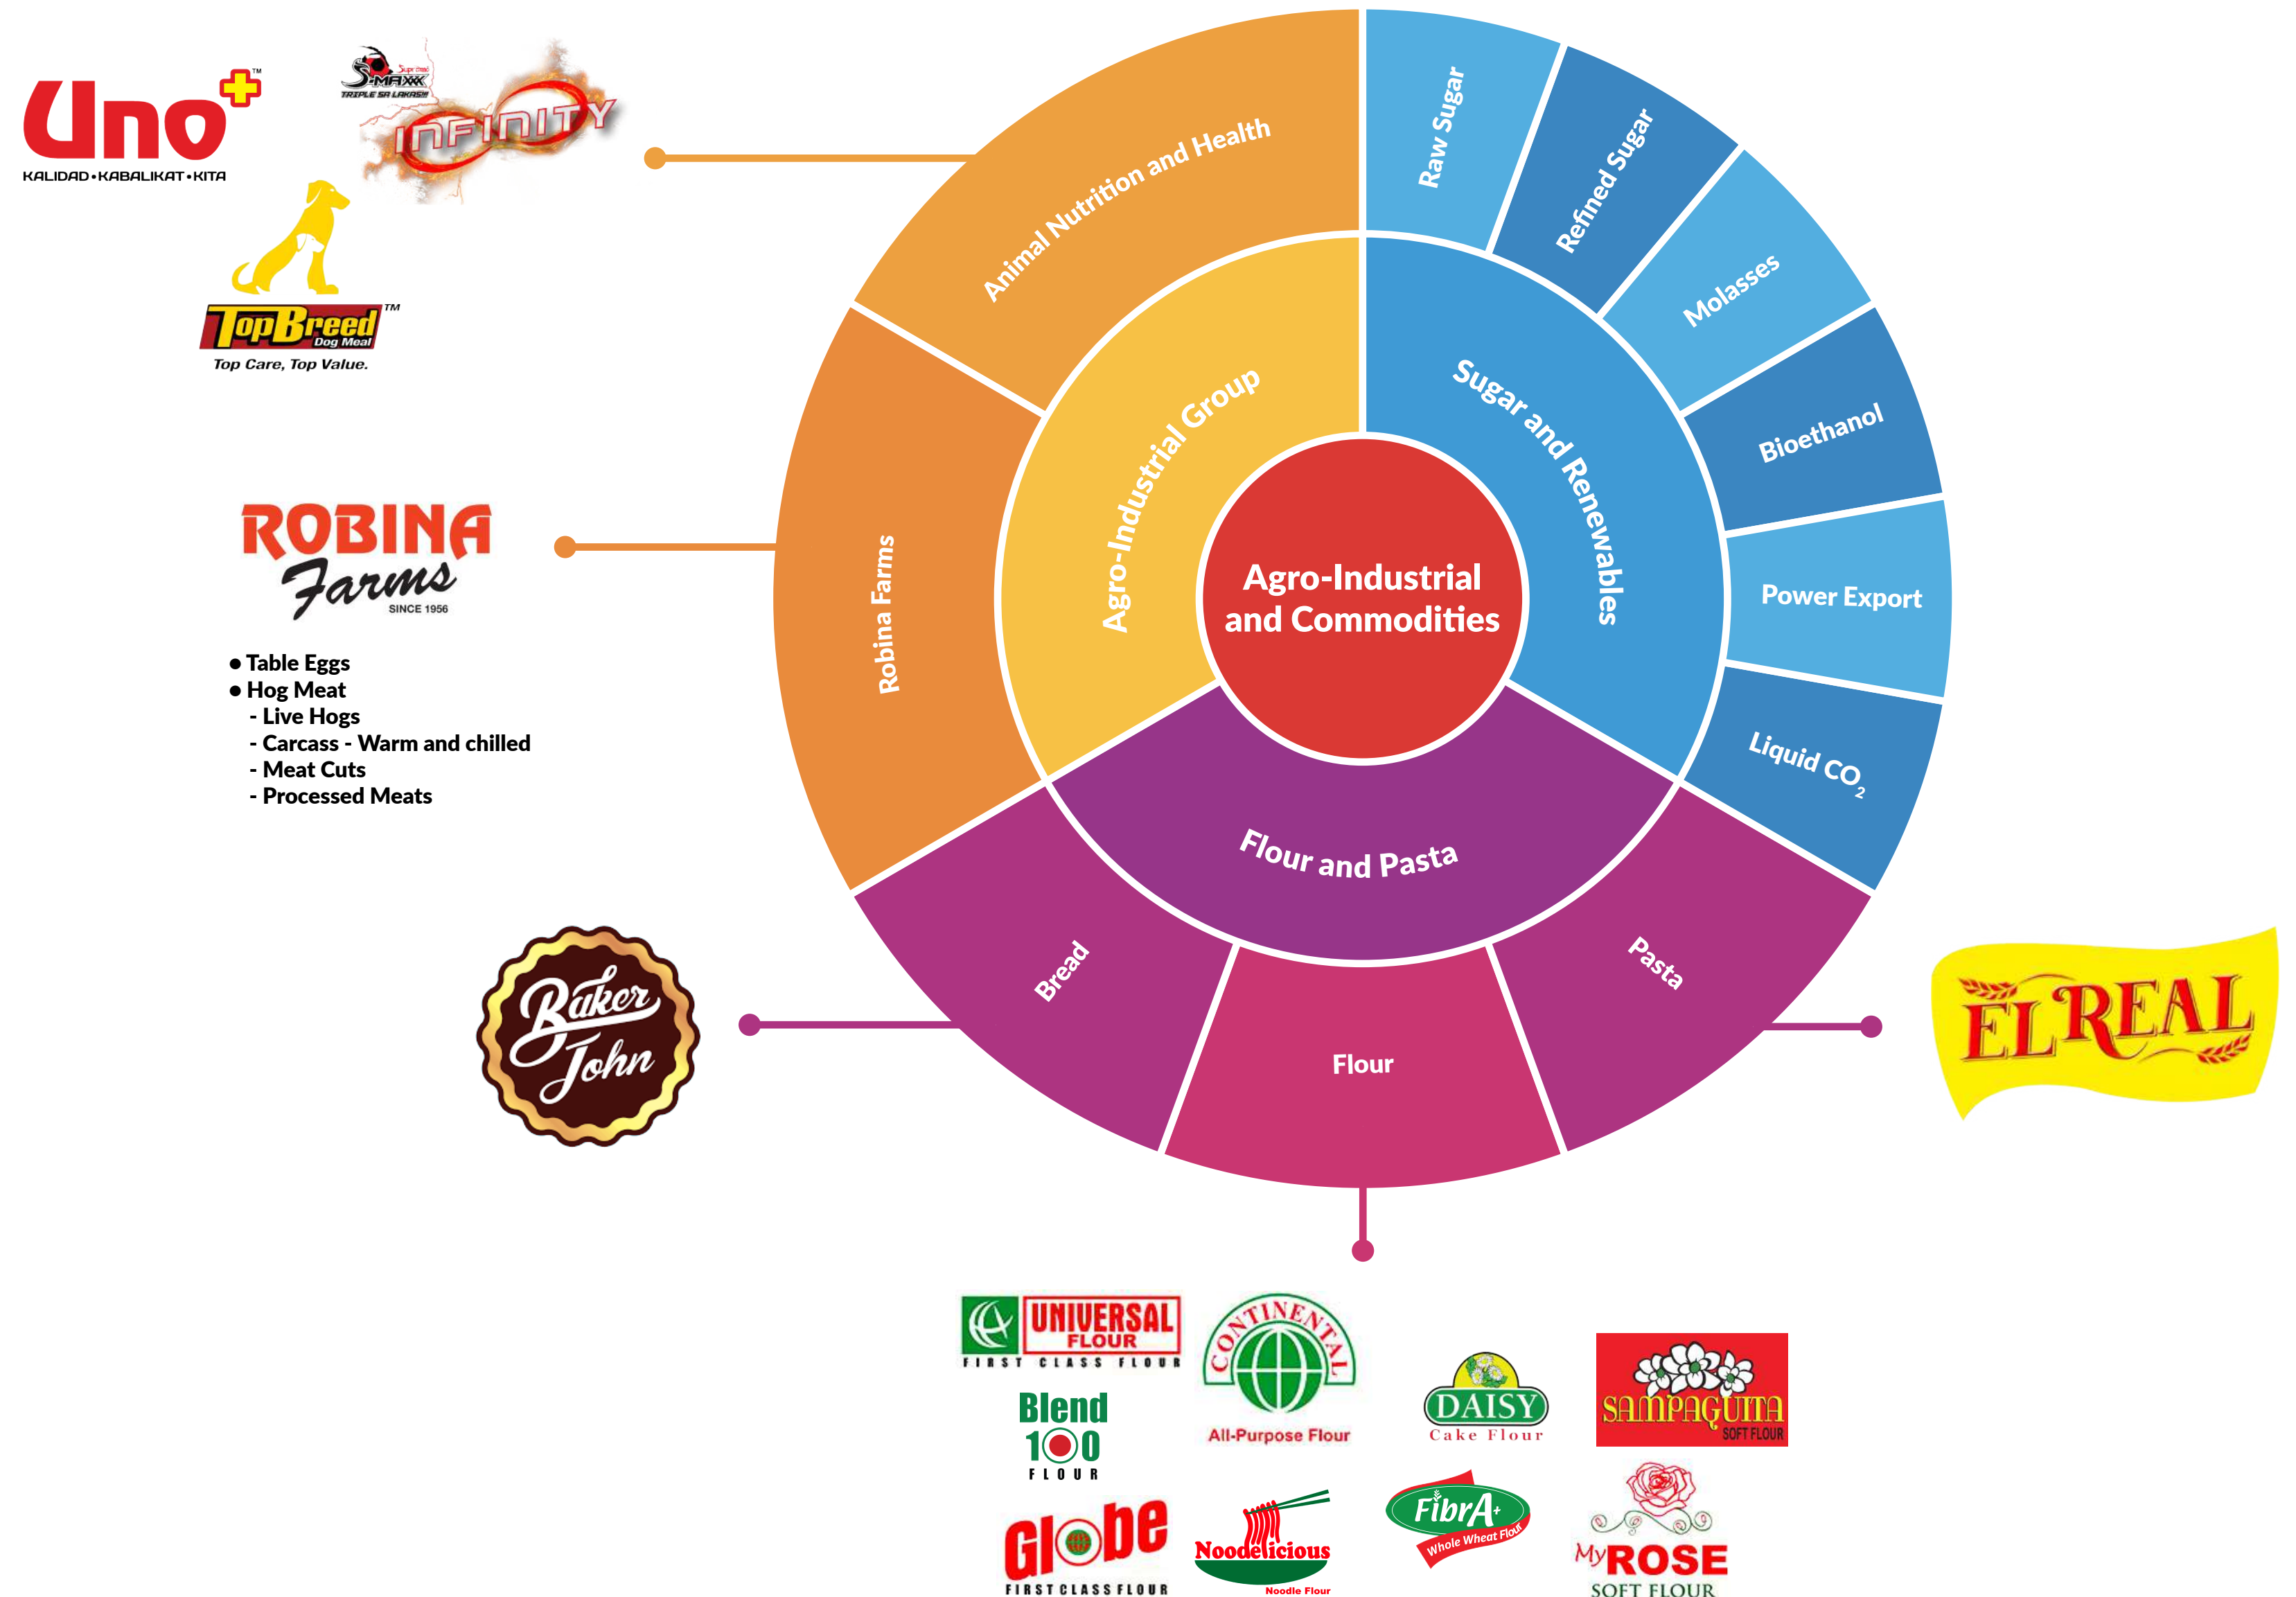 Uno+™
KALIDAD•KABALIKAT•KITA
Supremo
S-MAXXX
TRIPLE SA LAKAS!!!
INFINITY
TopBreed™
Dog Meal
Top Care, Top Value.
ROBINA
Farms
SINCE 1956
● Table Eggs
● Hog Meat
- Live Hogs
- Carcass - Warm and chilled
- Meat Cuts
- Processed Meats
Agro-Industrial
and Commodities
Agro-Industrial Group
Animal Nutrition and Health
Robina Farms
Sugar and Renewables
Raw Sugar
Refined Sugar
Molasses
Bioethanol
Power Export
Liquid CO₂
Flour and Pasta
Bread
Flour
Pasta
Baker
John
EL REAL
UNIVERSAL
FLOUR
FIRST CLASS FLOUR
CONTINENTAL
All-Purpose Flour
DAISY
Cake Flour
SAMPAGUITA
SOFT FLOUR
Blend
100
FLOUR
Globe
FIRST CLASS FLOUR
Noodelicious
Noodle Flour
FibrA+
Whole Wheat Flour
My ROSE
SOFT FLOUR